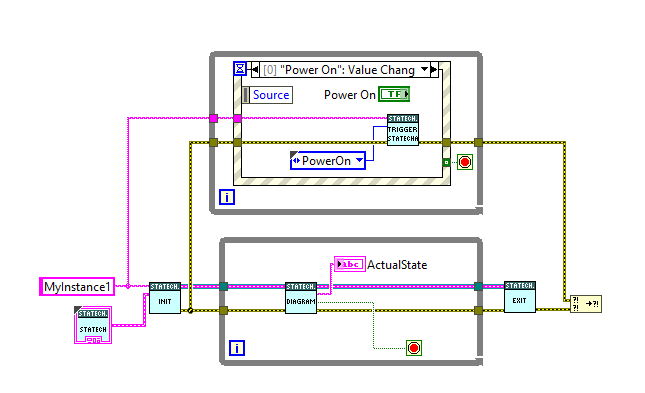 [0] "Power On": Value Chang
Source
Power On
TF
STATECH.
TRIGGER
STATECHA
PowerOn
i
abc
ActualState
MyInstance1
STATECH.
INIT
STATECH.
DIAGRAM
STATECH.
EXIT
STATECH.
STATECH
?!
?! →?!
i